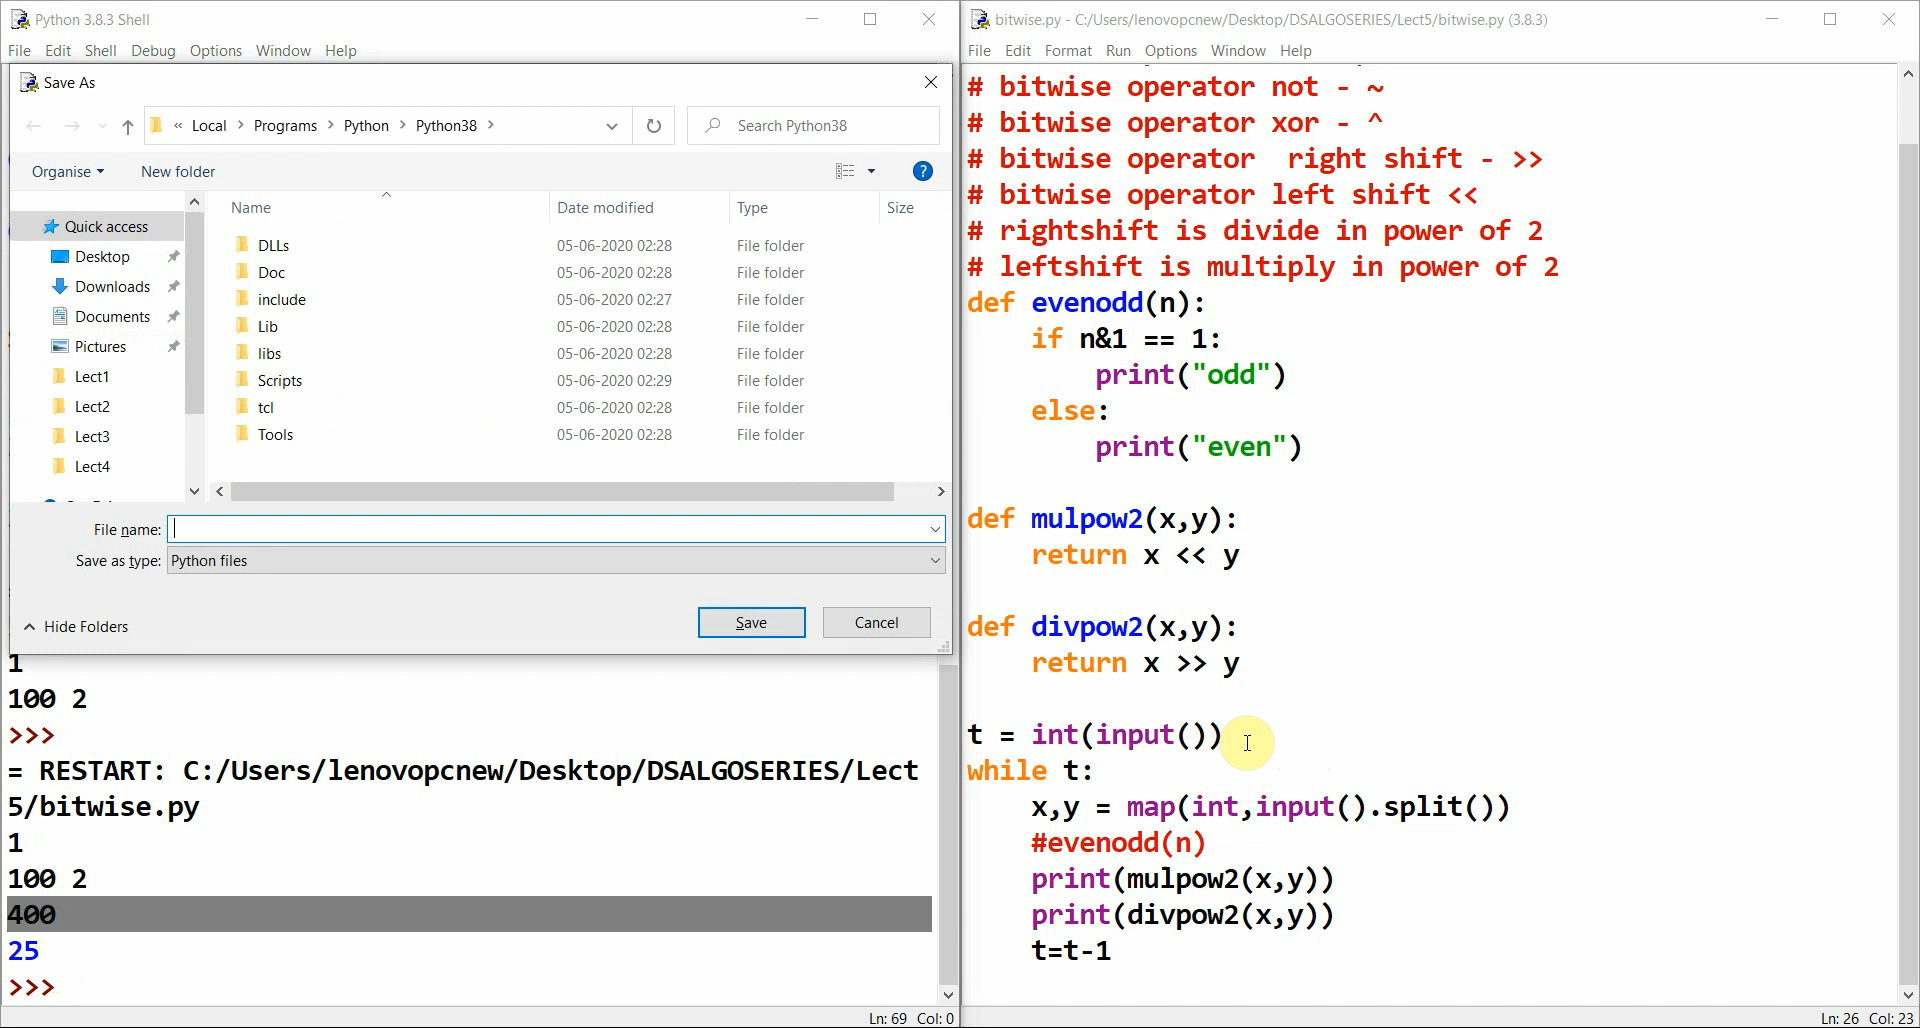 Python 3.8.3 Shell
File Edit Shell Debug Options Window Help
Save As
« Local > Programs > Python > Python38 >
Search Python38
Organise New folder
Name Date modified Type Size
Quick access
Desktop
Downloads
Documents
Pictures
Lect1
Lect2
Lect3
Lect4
DLLs 05-06-2020 02:28 File folder
Doc 05-06-2020 02:28 File folder
include 05-06-2020 02:27 File folder
Lib 05-06-2020 02:28 File folder
libs 05-06-2020 02:28 File folder
Scripts 05-06-2020 02:29 File folder
tcl 05-06-2020 02:28 File folder
Tools 05-06-2020 02:28 File folder
File name:
Save as type: Python files
Hide Folders
Save Cancel
1
100 2
>>>
= RESTART: C:/Users/lenovopcnew/Desktop/DSALGOSERIES/Lect
5/bitwise.py
1
100 2
400
25
>>>
Ln: 69 Col: 0
bitwise.py - C:/Users/lenovopcnew/Desktop/DSALGOSERIES/Lect5/bitwise.py (3.8.3)
File Edit Format Run Options Window Help
# bitwise operator not - ~
# bitwise operator xor - ^
# bitwise operator  right shift - >>
# bitwise operator left shift <<
# rightshift is divide in power of 2
# leftshift is multiply in power of 2
def evenodd(n):
    if n&1 == 1:
        print("odd")
    else:
        print("even")
def mulpow2(x,y):
    return x << y
def divpow2(x,y):
    return x >> y
t = int(input())
while t:
    x,y = map(int,input().split())
    #evenodd(n)
    print(mulpow2(x,y))
    print(divpow2(x,y))
    t=t-1
Ln: 26 Col: 23